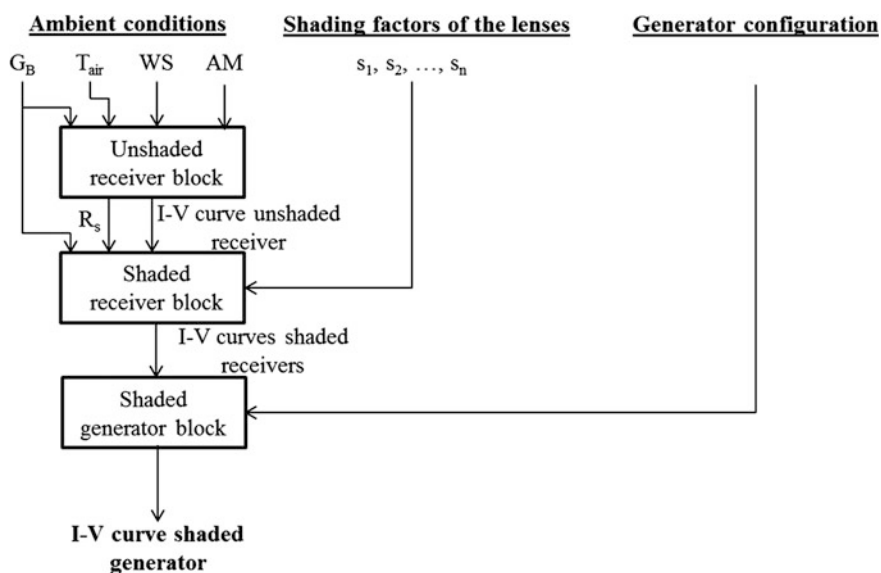 Ambient conditions
Shading factors of the lenses
Generator configuration
G_B T_air WS AM
s_1, s_2, …, s_n
Unshaded
receiver block
R_s
I-V curve unshaded
receiver
Shaded
receiver block
I-V curves shaded
receivers
Shaded
generator block
I-V curve shaded
generator